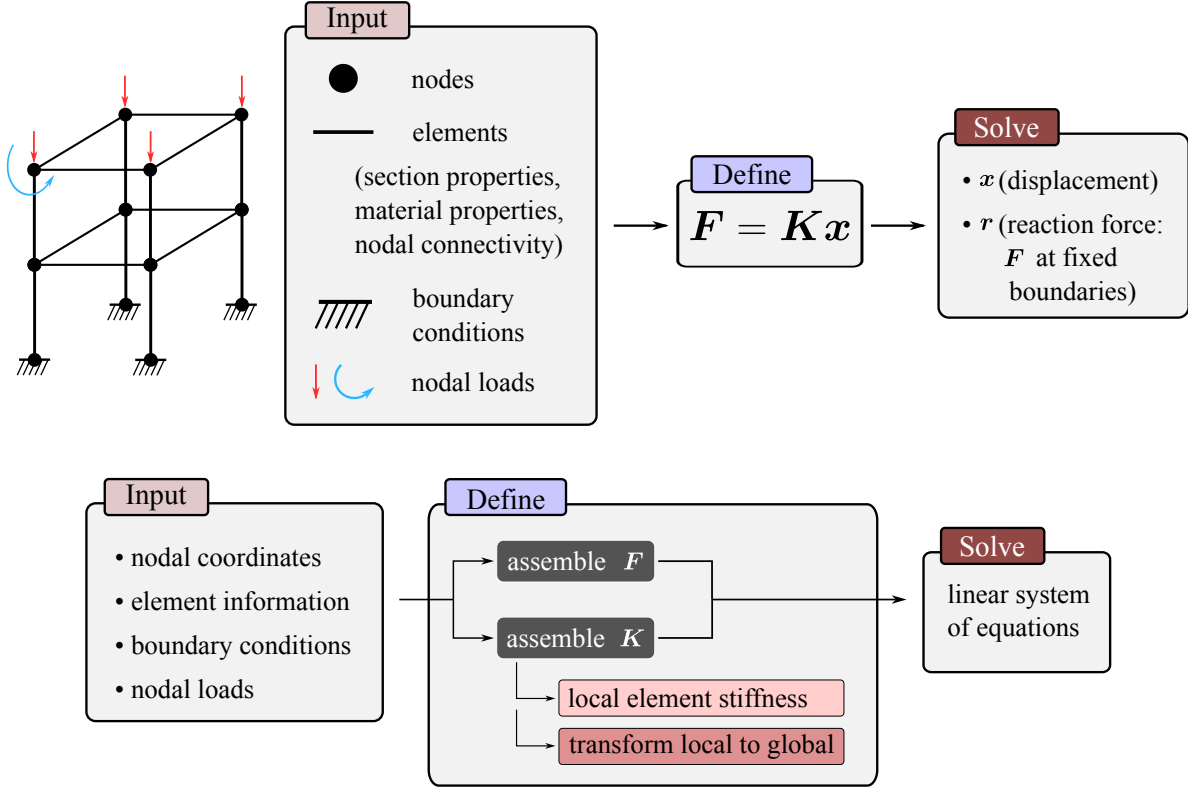 Input
nodes
elements
(section properties,
material properties,
nodal connectivity)
boundary
conditions
nodal loads
Define
F = Kx
Solve
• x (displacement)
• r (reaction force:
F at fixed
boundaries)
Input
• nodal coordinates
• element information
• boundary conditions
• nodal loads
Define
assemble F
assemble K
local element stiffness
transform local to global
Solve
linear system
of equations